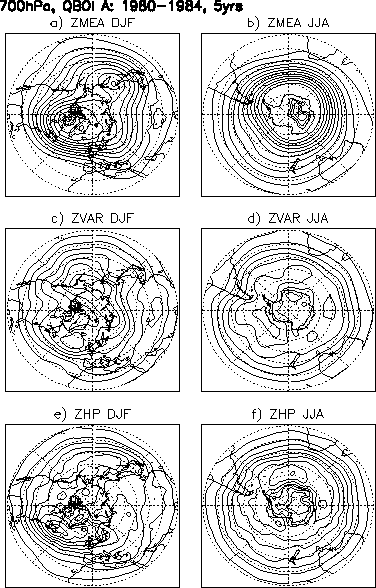 700hPa, QBOI A: 1980-1984, 5yrs
a) ZMEA DJF
b) ZMEA JJA
c) ZVAR DJF
d) ZVAR JJA
e) ZHP DJF
f) ZHP JJA